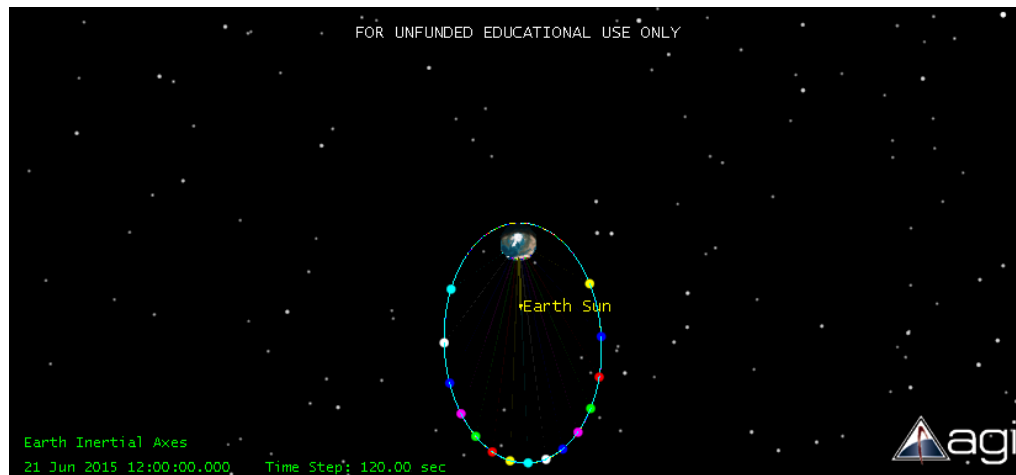 FOR UNFUNDED EDUCATIONAL USE ONLY
Earth Sun
Earth Inertial Axes
21 Jun 2015 12:00:00.000 Time Step: 120.00 sec
agi